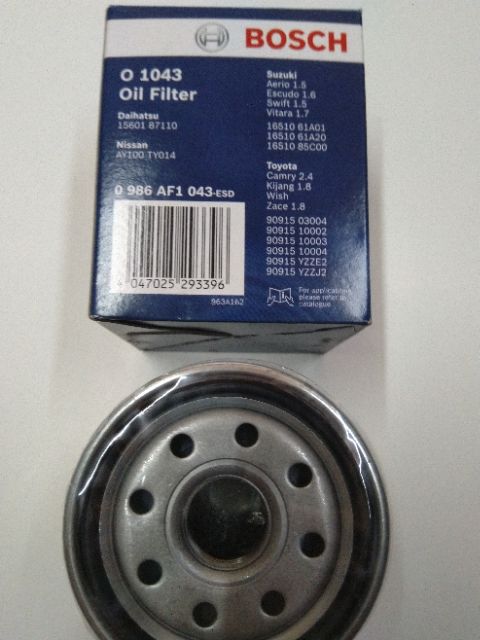 BOSCH
O 1043
Oil Filter
Daihatsu
15601 87110
Nissan
AY100 TY014
0 986 AF1 043-ESD
4 047025 293396
963A162
Suzuki
Aerio 1.5
Escudo 1.6
Swift 1.5
Vitara 1.7
16510 61A01
16510 61A20
16510 85C00
Toyota
Camry 2.4
Kijang 1.8
Wish
Zace 1.8
90915 03004
90915 10002
90915 10003
90915 10004
90915 YZZE2
90915 YZZJ2
For applications
please refer to
catalogue